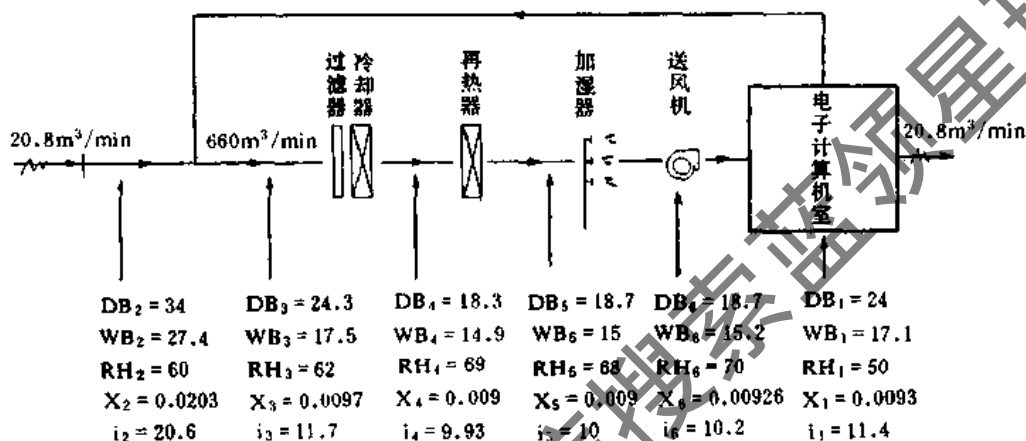 过滤器
冷却器
再热器
加湿器
送风机
电子计算机室
20.8m³/min
660m³/min
20.8m³/min
DB₂=34
WB₂=27.4
RH₂=60
X₂=0.0203
i₂=20.6
DB₃=24.3
WB₃=17.5
RH₃=62
X₃=0.0097
i₃=11.7
DB₄=18.3
WB₄=14.9
RH₄=69
X₄=0.009
i₄=9.93
DB₅=18.7
WB₅=15
RH₅=68
X₅=0.009
i₅=10
DB₆=18.7
WB₆=15.2
RH₆=70
X₆=0.00926
i₆=10.2
DB₁=24
WB₁=17.1
RH₁=50
X₁=0.0093
i₁=11.4
搜索蓝领星